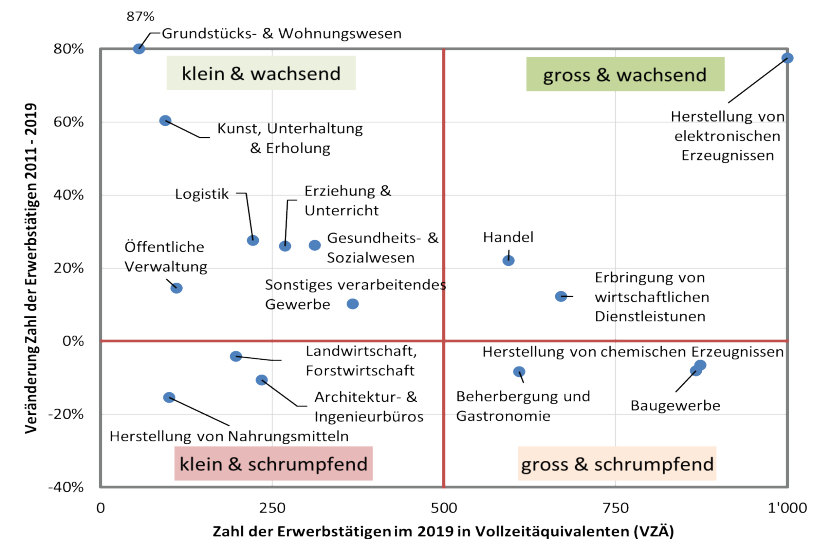 87%
Grundstücks- & Wohnungswesen
80%
klein & wachsend
gross & wachsend
Herstellung von
elektronischen
Erzeugnissen
60%
Kunst, Unterhaltung
& Erholung
40%
Logistik
Erziehung &
Unterricht
Öffentliche
Verwaltung
Gesundheits- &
Sozialwesen
Handel
20%
Sonstiges verarbeitendes
Gewerbe
Erbringung von
wirtschaftlichen
Dienstleistunen
0%
Landwirtschaft,
Forstwirtschaft
Herstellung von chemischen Erzeugnissen
Architektur- &
Ingenieurbüros
Beherbergung und
Gastronomie
Baugewerbe
-20%
Herstellung von Nahrungsmitteln
klein & schrumpfend
gross & schrumpfend
-40%
0
250
500
750
1'000
Zahl der Erwerbstätigen im 2019 in Vollzeitäquivalenten (VZÄ)
Veränderung Zahl der Erwerbstätigen 2011 - 2019